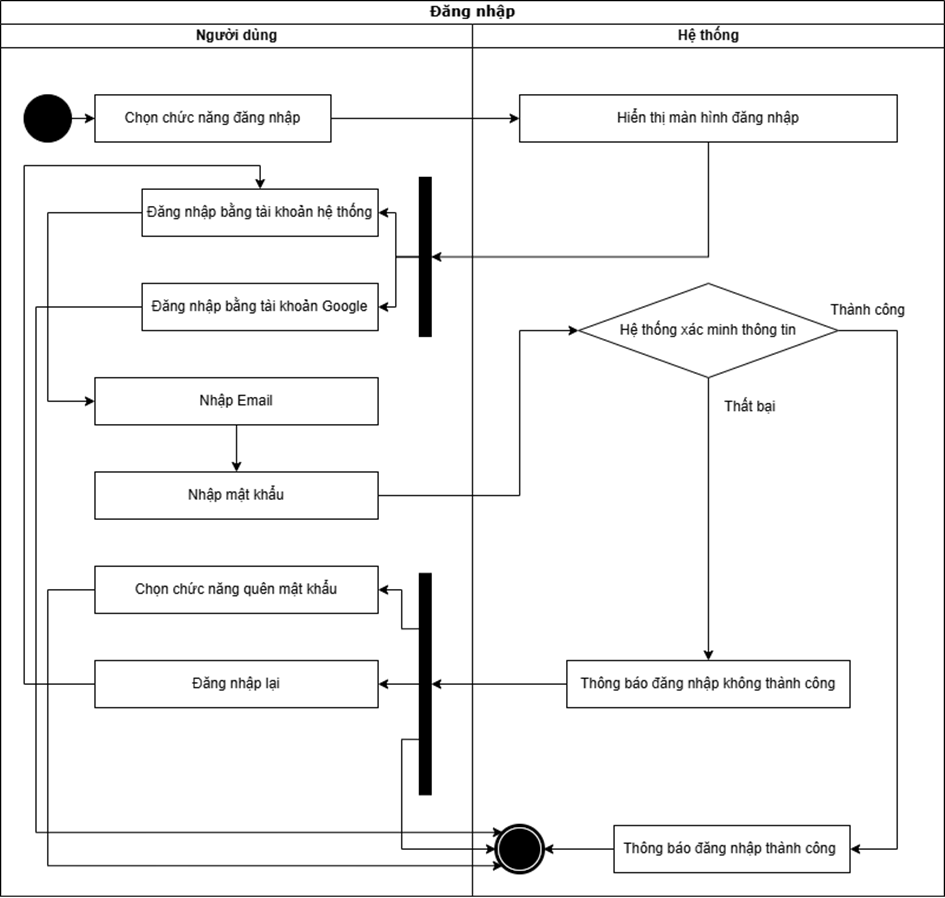 Đăng nhập
Người dùng
Hệ thống
Chọn chức năng đăng nhập
Hiển thị màn hình đăng nhập
Đăng nhập bằng tài khoản hệ thống
Đăng nhập bằng tài khoản Google
Thành công
Hệ thống xác minh thông tin
Nhập Email
Thất bại
Nhập mật khẩu
Chọn chức năng quên mật khẩu
Đăng nhập lại
Thông báo đăng nhập không thành công
Thông báo đăng nhập thành công